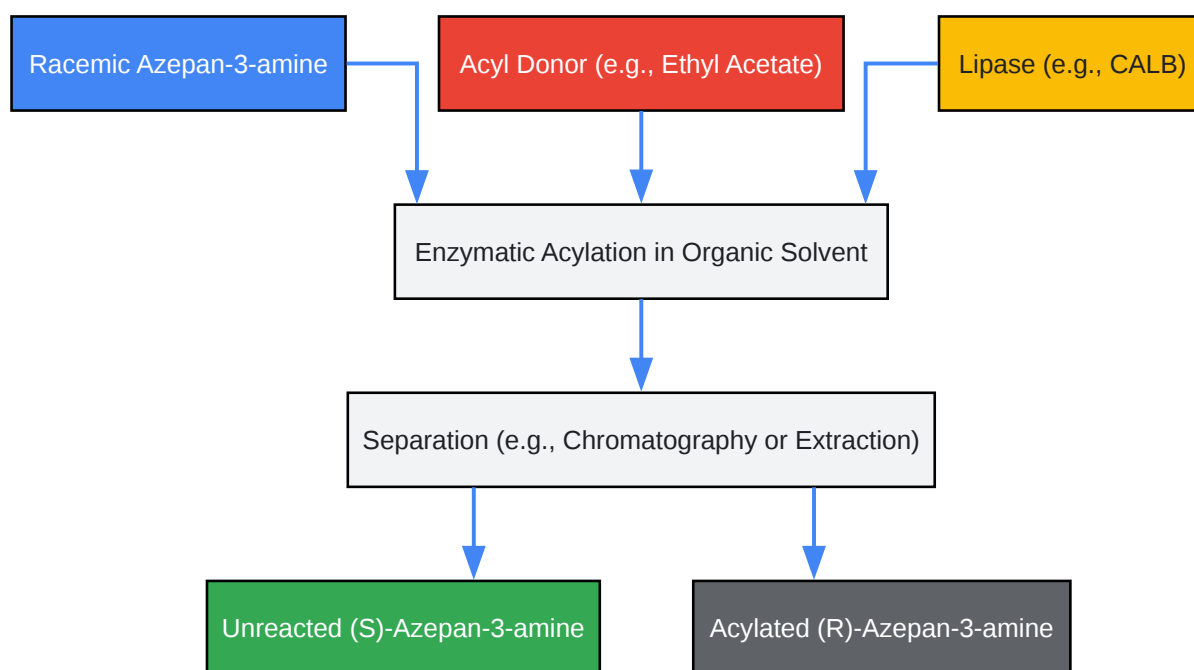 Racemic Azepan-3-amine
Acyl Donor (e.g., Ethyl Acetate)
Lipase (e.g., CALB)
Enzymatic Acylation in Organic Solvent
Separation (e.g., Chromatography or Extraction)
Unreacted (S)-Azepan-3-amine
Acylated (R)-Azepan-3-amine